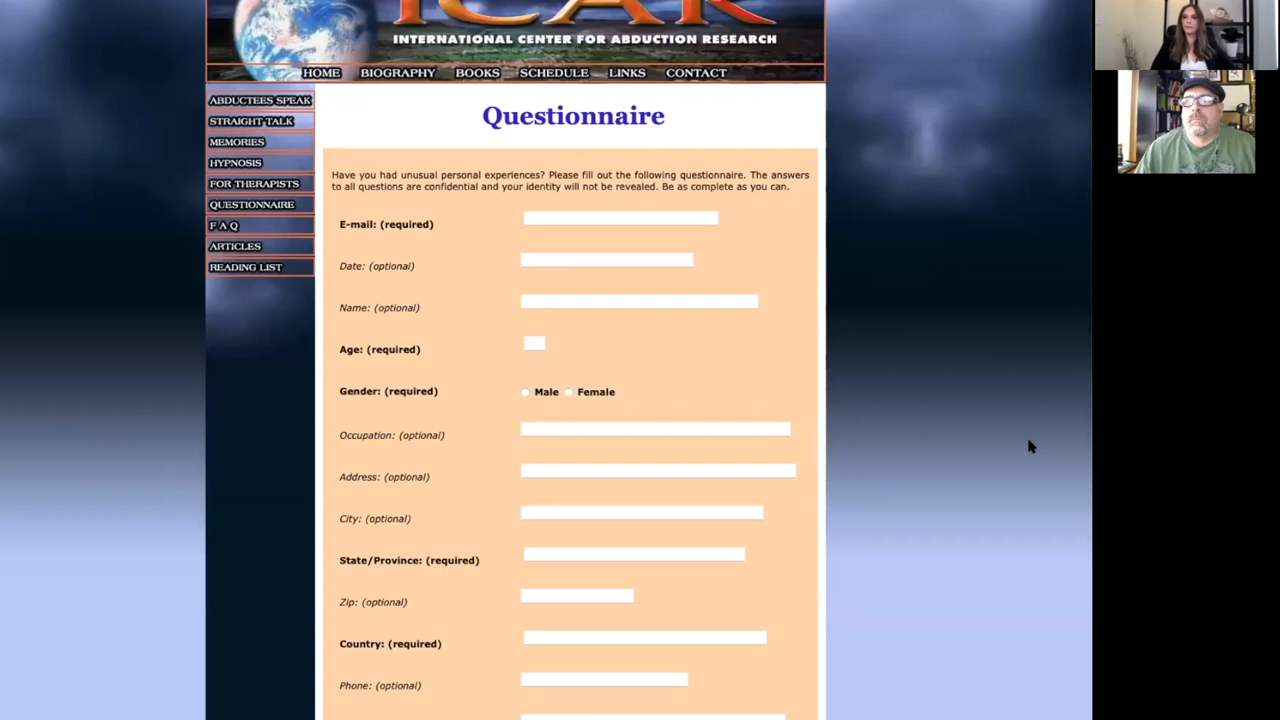 ICAR
INTERNATIONAL CENTER FOR ABDUCTION RESEARCH
HOME BIOGRAPHY BOOKS SCHEDULE LINKS CONTACT
ABDUCTEES SPEAK
STRAIGHT TALK
MEMORIES
HYPNOSIS
FOR THERAPISTS
QUESTIONNAIRE
F A Q
ARTICLES
READING LIST
Questionnaire
Have you had unusual personal experiences? Please fill out the following questionnaire. The answers
to all questions are confidential and your identity will not be revealed. Be as complete as you can.
E-mail: (required)
Date: (optional)
Name: (optional)
Age: (required)
Gender: (required) Male Female
Occupation: (optional)
Address: (optional)
City: (optional)
State/Province: (required)
Zip: (optional)
Country: (required)
Phone: (optional)